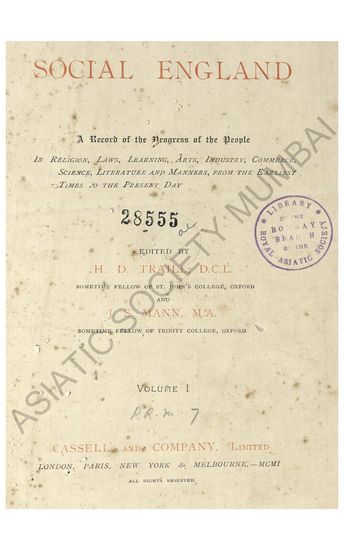 SOCIAL ENGLAND
A Record of the Progress of the People
IN RELIGION, LAWS, LEARNING, ARTS, INDUSTRY, COMMERCE,
SCIENCE, LITERATURE AND MANNERS, FROM THE EARLIEST
TIMES TO THE PRESENT DAY
28555
LIBRARY
OF THE
BOMBAY
BRANCH
OF THE
ROYAL ASIATIC SOCIETY
EDITED BY
H. D. TRAILL, D.C.L.
SOMETIME FELLOW OF ST. JOHN'S COLLEGE, OXFORD
AND
J. S. MANN, M.A.
SOMETIME FELLOW OF TRINITY COLLEGE, OXFORD
VOLUME I
CASSELL AND COMPANY, LIMITED
LONDON, PARIS, NEW YORK & MELBOURNE.—MCMI
ALL RIGHTS RESERVED
ASIATIC SOCIETY MUMBAI